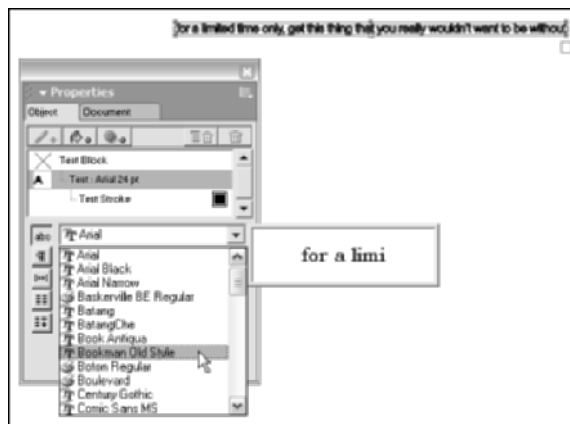 for a limited time only, get this thing that you really wouldn't want to be withou
Properties
Object Document
Text Block
A Text : Arial 24 pt
Text Stroke
abc Arial
for a limi
Arial
Arial Black
Arial Narrow
Baskerville BE Regular
Batang
BatangChe
Book Antiqua
Bookman Old Style
Boton Regular
Boulevard
Century Gothic
Comic Sans MS